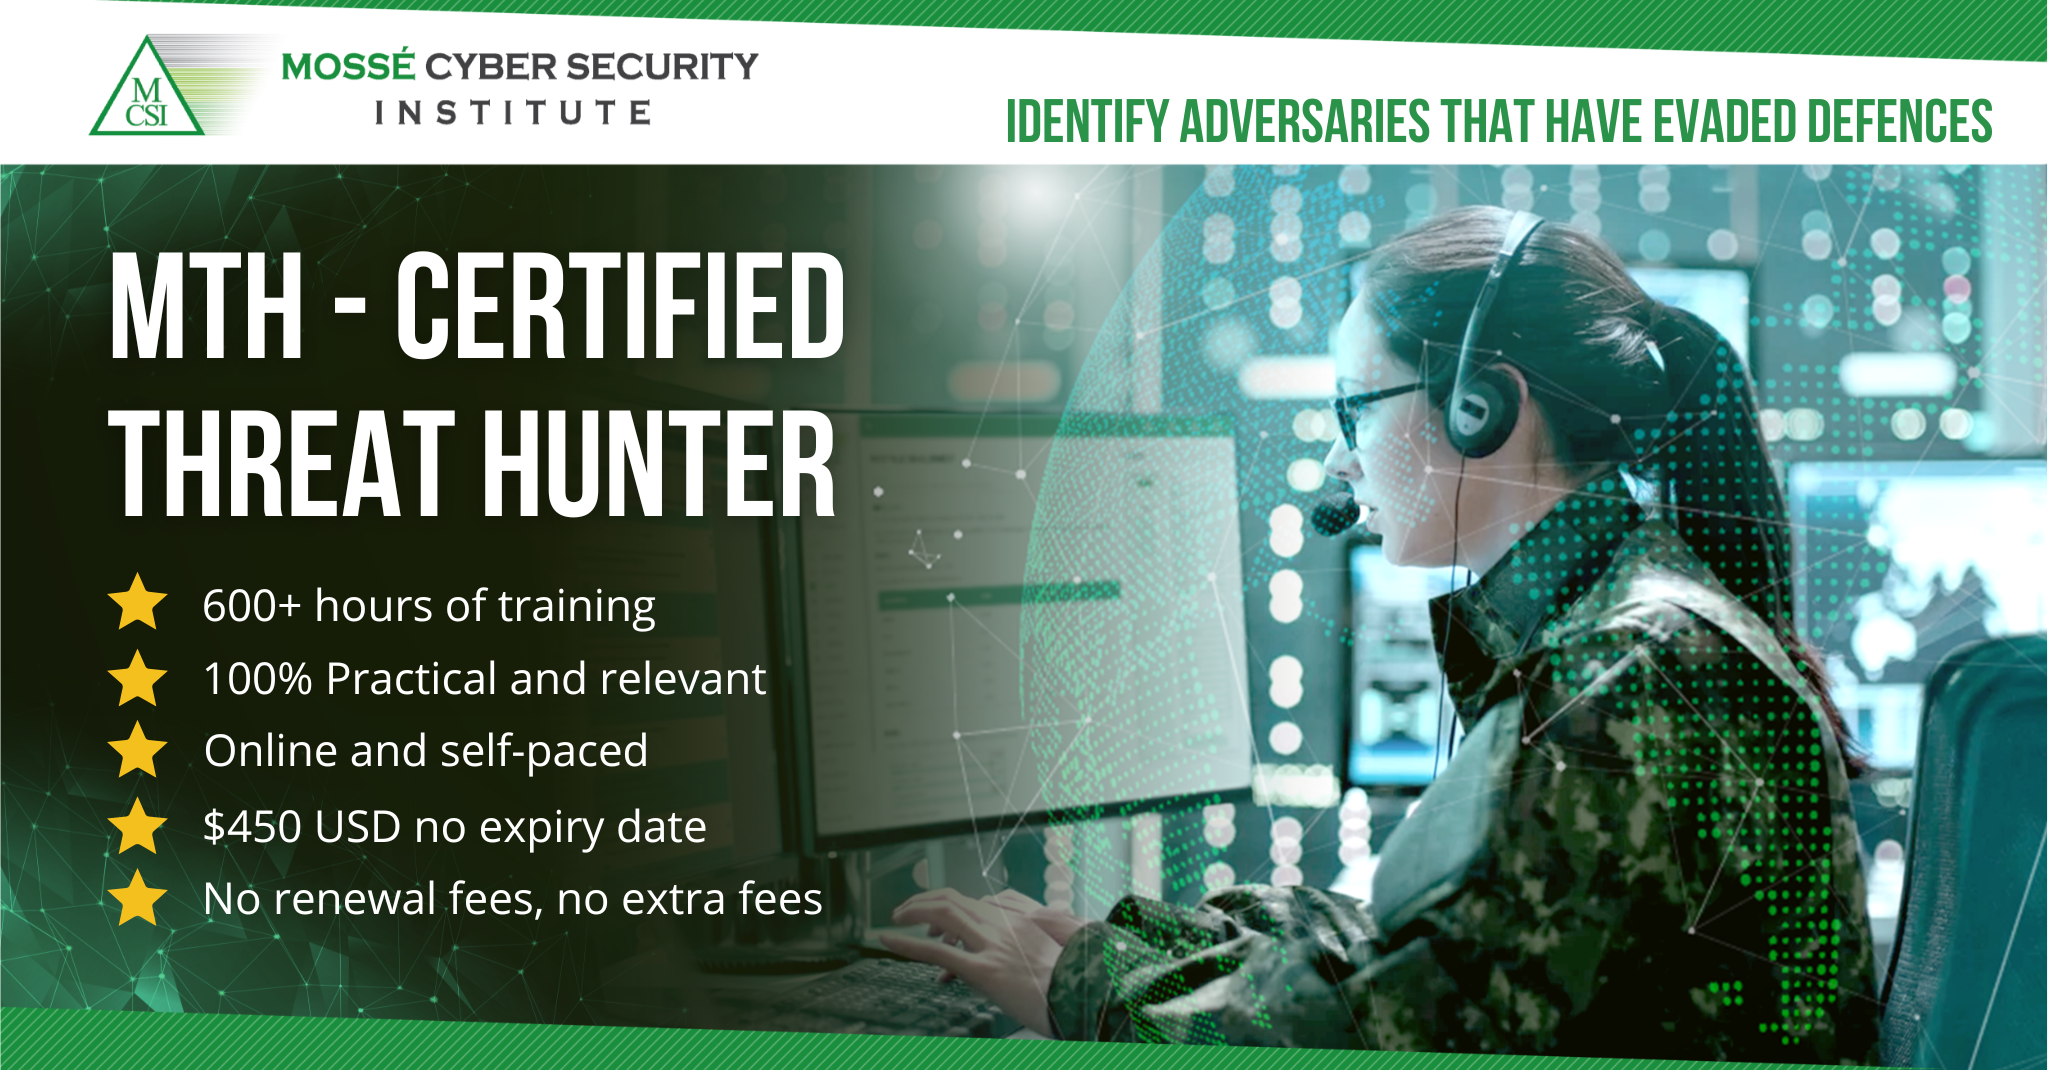 M
CSI
MOSSÉ CYBER SECURITY
INSTITUTE
IDENTIFY ADVERSARIES THAT HAVE EVADED DEFENCES
MTH - CERTIFIED
THREAT HUNTER
600+ hours of training
100% Practical and relevant
Online and self-paced
$450 USD no expiry date
No renewal fees, no extra fees